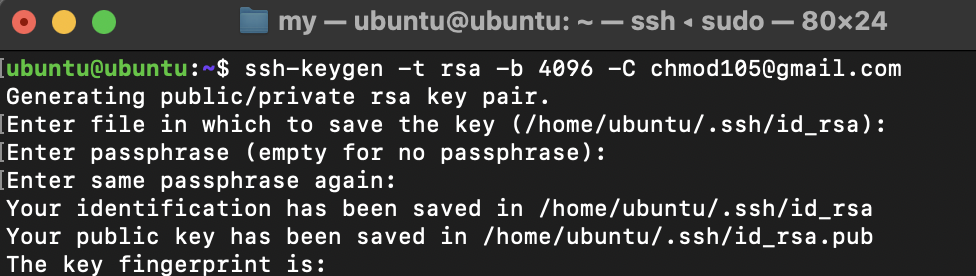 my — ubuntu@ubuntu: ~ — ssh ◂ sudo — 80×24
ubuntu@ubuntu:~$ ssh-keygen -t rsa -b 4096 -C chmod105@gmail.com
Generating public/private rsa key pair.
Enter file in which to save the key (/home/ubuntu/.ssh/id_rsa):
Enter passphrase (empty for no passphrase):
Enter same passphrase again:
Your identification has been saved in /home/ubuntu/.ssh/id_rsa
Your public key has been saved in /home/ubuntu/.ssh/id_rsa.pub
The key fingerprint is: